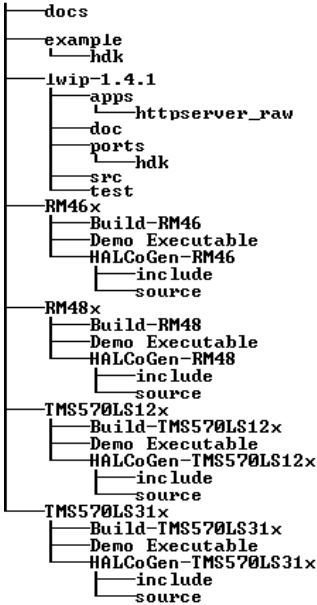 docs
example
hdk
lwip-1.4.1
apps
httpserver_raw
doc
ports
hdk
src
test
RM46x
Build-RM46
Demo Executable
HALCoGen-RM46
include
source
RM48x
Build-RM48
Demo Executable
HALCoGen-RM48
include
source
TMS570LS12x
Build-TMS570LS12x
Demo Executable
HALCoGen-TMS570LS12x
include
source
TMS570LS31x
Build-TMS570LS31x
Demo Executable
HALCoGen-TMS570LS31x
include
source